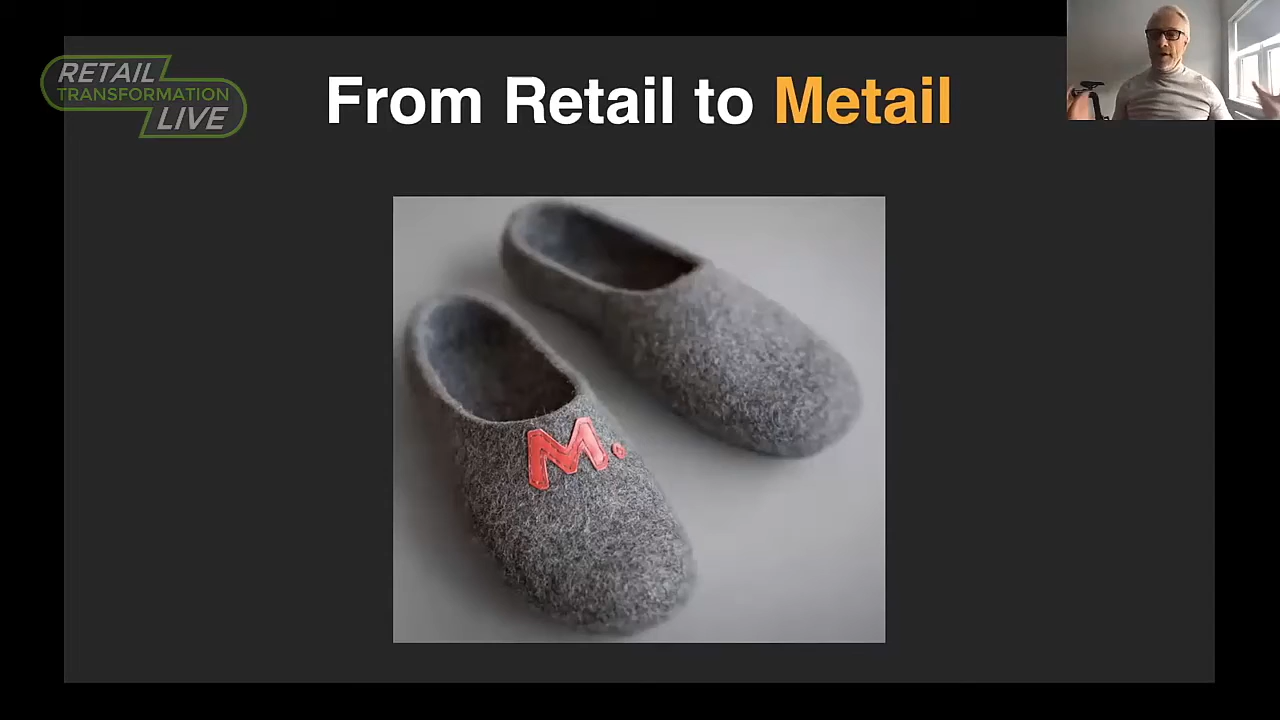 RETAIL
TRANSFORMATION
LIVE
From Retail to Metail
M.